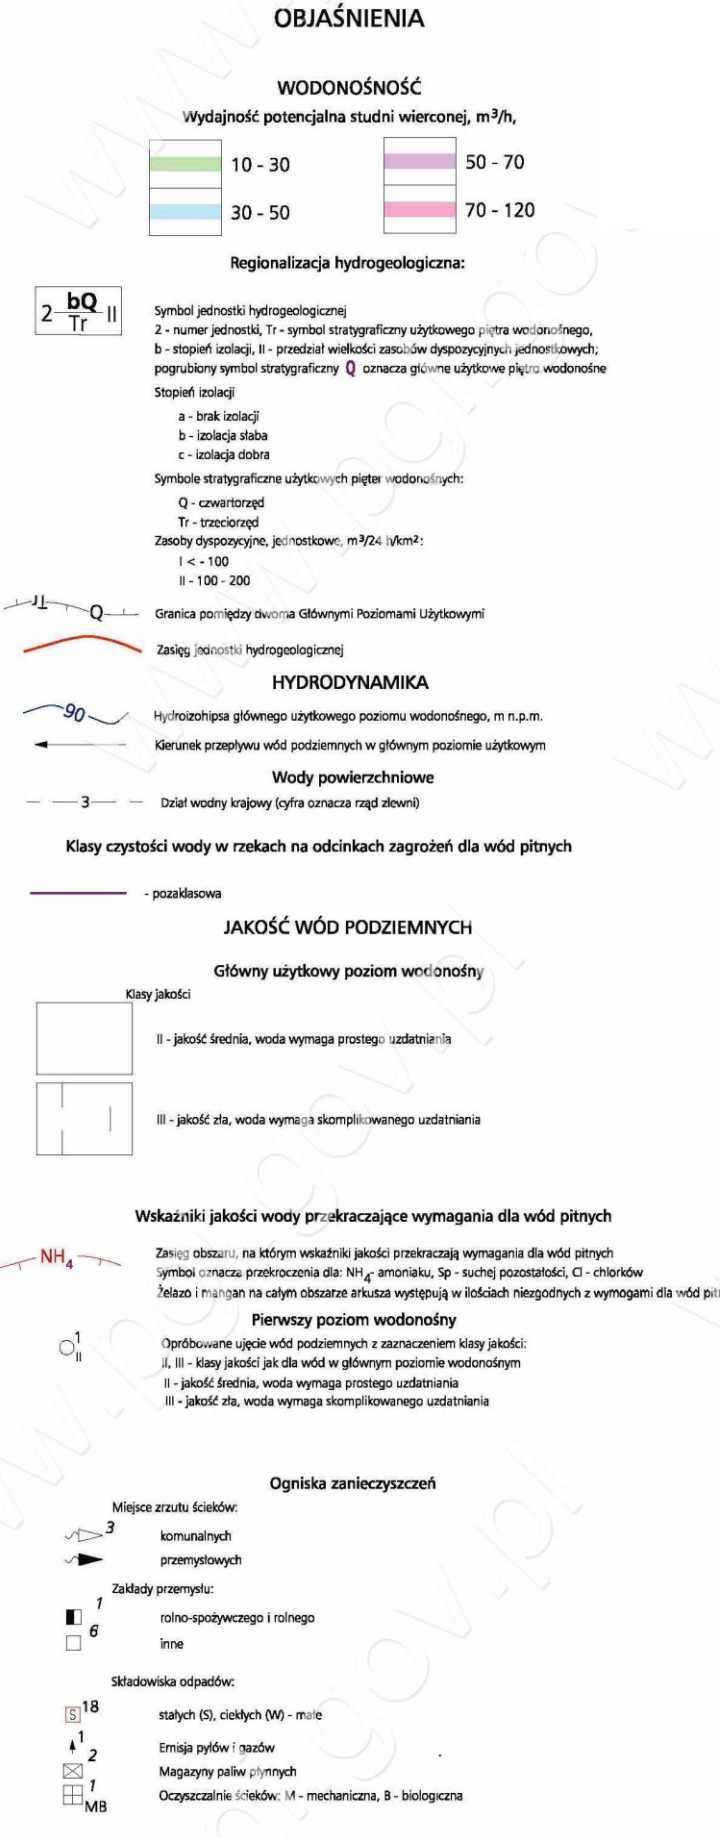 OBJAŚNIENIA
WODONOŚNOŚĆ
Wydajność potencjalna studni wierconej, m³/h,
10 - 30
50 - 70
30 - 50
70 - 120
Regionalizacja hydrogeologiczna:
2 bQ/Tr II
Symbol jednostki hydrogeologicznej
2 - numer jednostki, Tr - symbol stratygraficzny użytkowego piętra wodonośnego,
b - stopień izolacji, II - przedział wielkości zasobów dyspozycyjnych jednostkowych;
pogrubiony symbol stratygraficzny Q oznacza główne użytkowe piętro wodonośne
Stopień izolacji
a - brak izolacji
b - izolacja słaba
c - izolacja dobra
Symbole stratygraficzne użytkowych pięter wodonośnych:
Q - czwartorzęd
Tr - trzeciorzęd
Zasoby dyspozycyjne, jednostkowe, m³/24 h/km²:
I < - 100
II - 100 - 200
Tr Q
Granica pomiędzy dwoma Głównymi Poziomami Użytkowymi
Zasięg jednostki hydrogeologicznej
HYDRODYNAMIKA
90
Hydroizohipsa głównego użytkowego poziomu wodonośnego, m n.p.m.
Kierunek przepływu wód podziemnych w głównym poziomie użytkowym
Wody powierzchniowe
3
Dział wodny krajowy (cyfra oznacza rząd zlewni)
Klasy czystości wody w rzekach na odcinkach zagrożeń dla wód pitnych
- pozaklasowa
JAKOŚĆ WÓD PODZIEMNYCH
Główny użytkowy poziom wodonośny
Klasy jakości
II - jakość średnia, woda wymaga prostego uzdatniania
III - jakość zła, woda wymaga skomplikowanego uzdatniania
Wskaźniki jakości wody przekraczające wymagania dla wód pitnych
NH₄
Zasięg obszaru, na którym wskaźniki jakości przekraczają wymagania dla wód pitnych
Symbol oznacza przekroczenia dla: NH₄- amoniaku, Sp - suchej pozostałości, Cl - chlorków
Żelazo i mangan na całym obszarze arkusza występują w ilościach niezgodnych z wymogami dla wód pit
Pierwszy poziom wodonośny
1
II
Opróbowane ujęcie wód podziemnych z zaznaczeniem klasy jakości:
II, III - klasy jakości jak dla wód w głównym poziomie wodonośnym
II - jakość średnia, woda wymaga prostego uzdatniania
III - jakość zła, woda wymaga skomplikowanego uzdatniania
Ogniska zanieczyszczeń
Miejsce zrzutu ścieków:
3
komunalnych
przemysłowych
Zakłady przemysłu:
1
rolno-spożywczego i rolnego
6
inne
Składowiska odpadów:
S 18
stałych (S), ciekłych (W) - małe
1
Emisja pyłów i gazów
2
Magazyny paliw płynnych
1
MB
Oczyszczalnie ścieków: M - mechaniczna, B - biologiczna